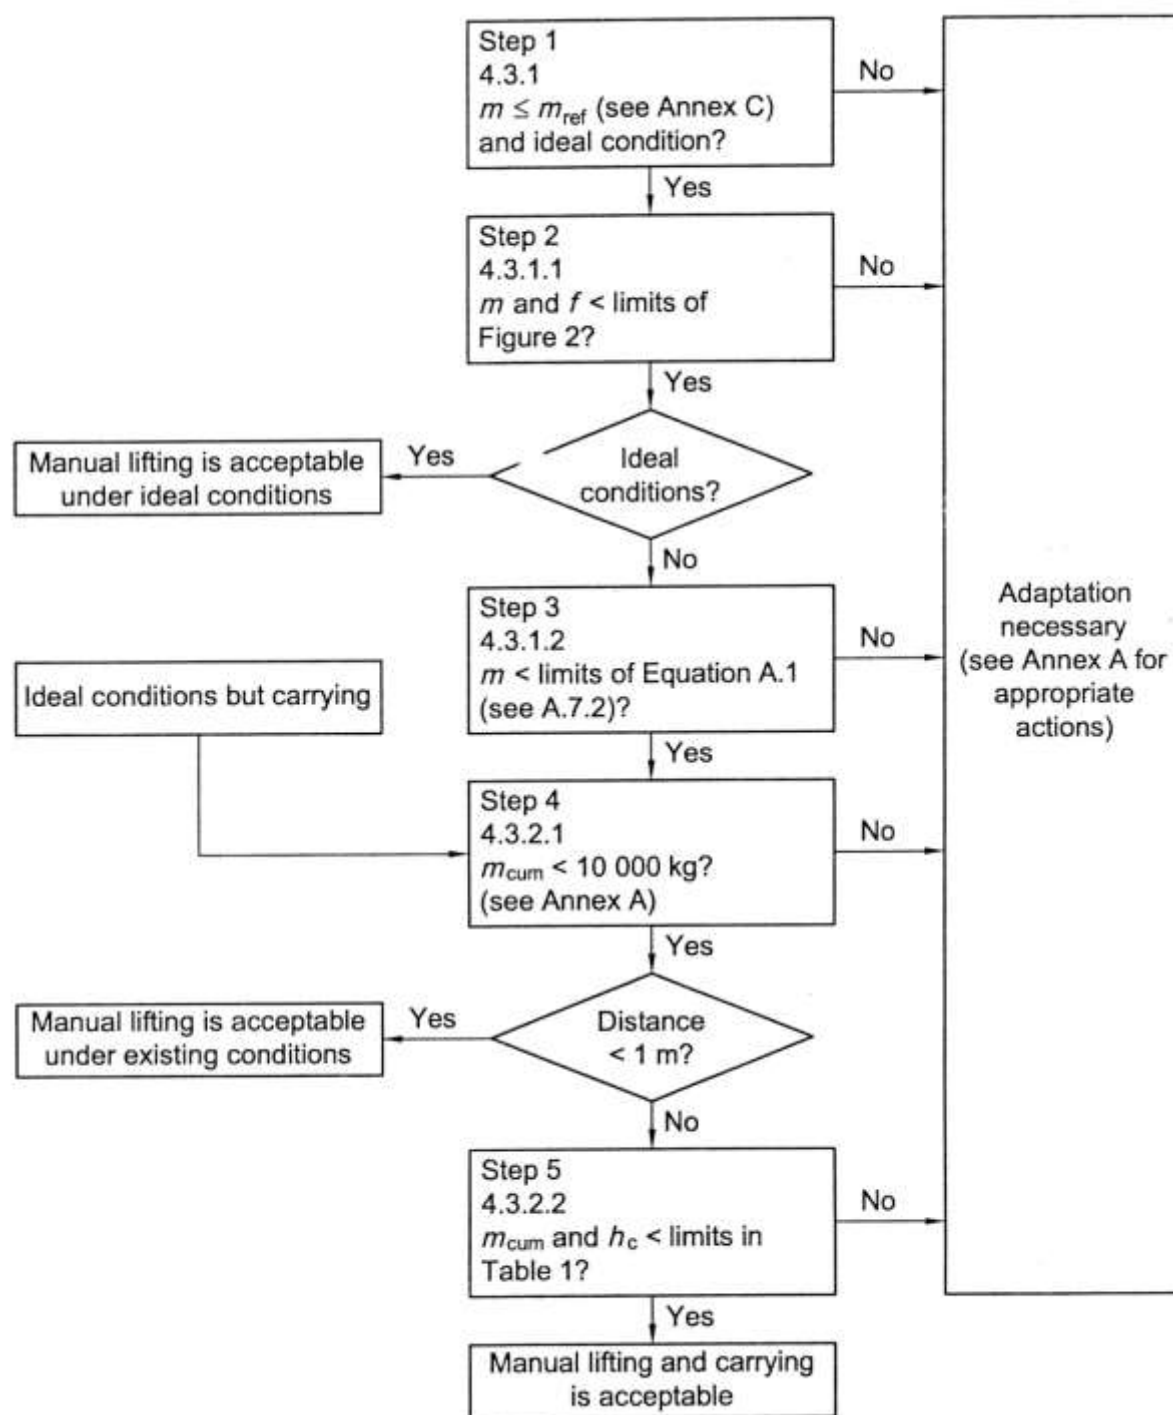 Step 1
4.3.1
m ≤ m_ref (see Annex C)
and ideal condition?
No
Yes
Step 2
4.3.1.1
m and f < limits of
Figure 2?
No
Yes
Ideal
conditions?
Yes
Manual lifting is acceptable
under ideal conditions
No
Step 3
4.3.1.2
m < limits of Equation A.1
(see A.7.2)?
No
Adaptation
necessary
(see Annex A for
appropriate
actions)
Ideal conditions but carrying
Yes
Step 4
4.3.2.1
m_cum < 10 000 kg?
(see Annex A)
No
Yes
Distance
< 1 m?
Yes
Manual lifting is acceptable
under existing conditions
No
Step 5
4.3.2.2
m_cum and h_c < limits in
Table 1?
No
Yes
Manual lifting and carrying
is acceptable